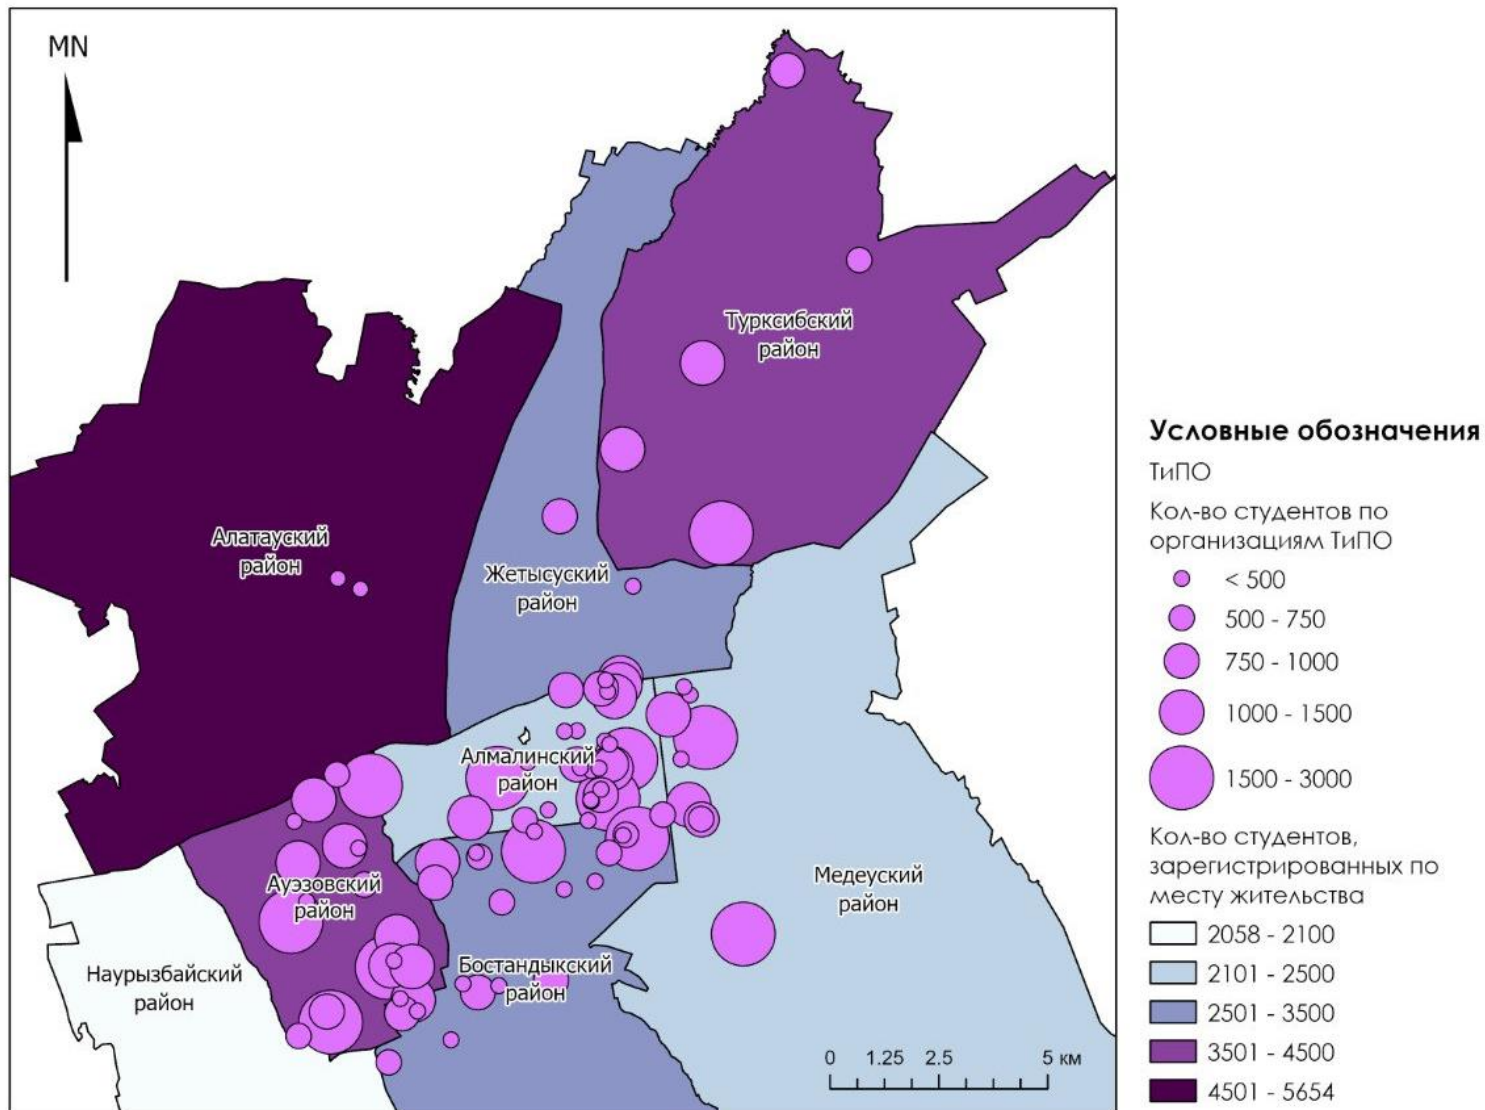 MN
Турксибский
район
Алатауский
район
Жетысуский
район
Алмалинский
район
Ауэзовский
район
Медеуский
район
Наурызбайский
район
Бостандыкский
район
0 1.25 2.5 5 км
Условные обозначения
ТиПО
Кол-во студентов по
организациям ТиПО
< 500
500 - 750
750 - 1000
1000 - 1500
1500 - 3000
Кол-во студентов,
зарегистрированных по
месту жительства
2058 - 2100
2101 - 2500
2501 - 3500
3501 - 4500
4501 - 5654